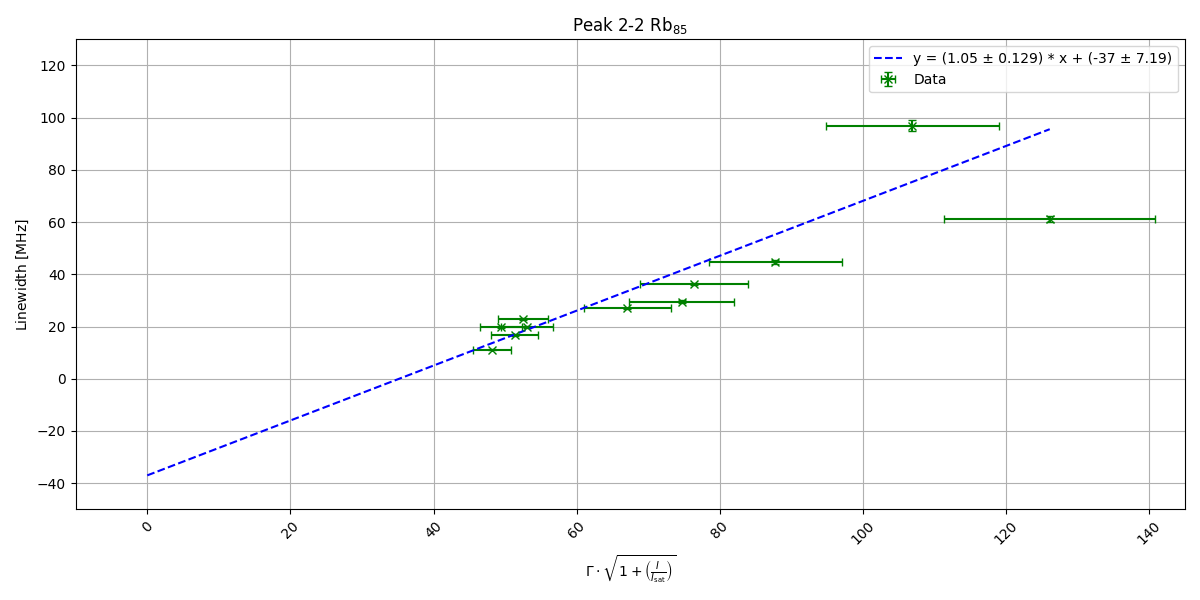 Peak 2-2 Rb₈₅
y = (1.05 ± 0.129) * x + (-37 ± 7.19)
Data
Linewidth [MHz]
120
100
80
60
40
20
0
−20
−40
0 20 40 60 80 100 120 140
Γ · √(1 + (I/I_sat))